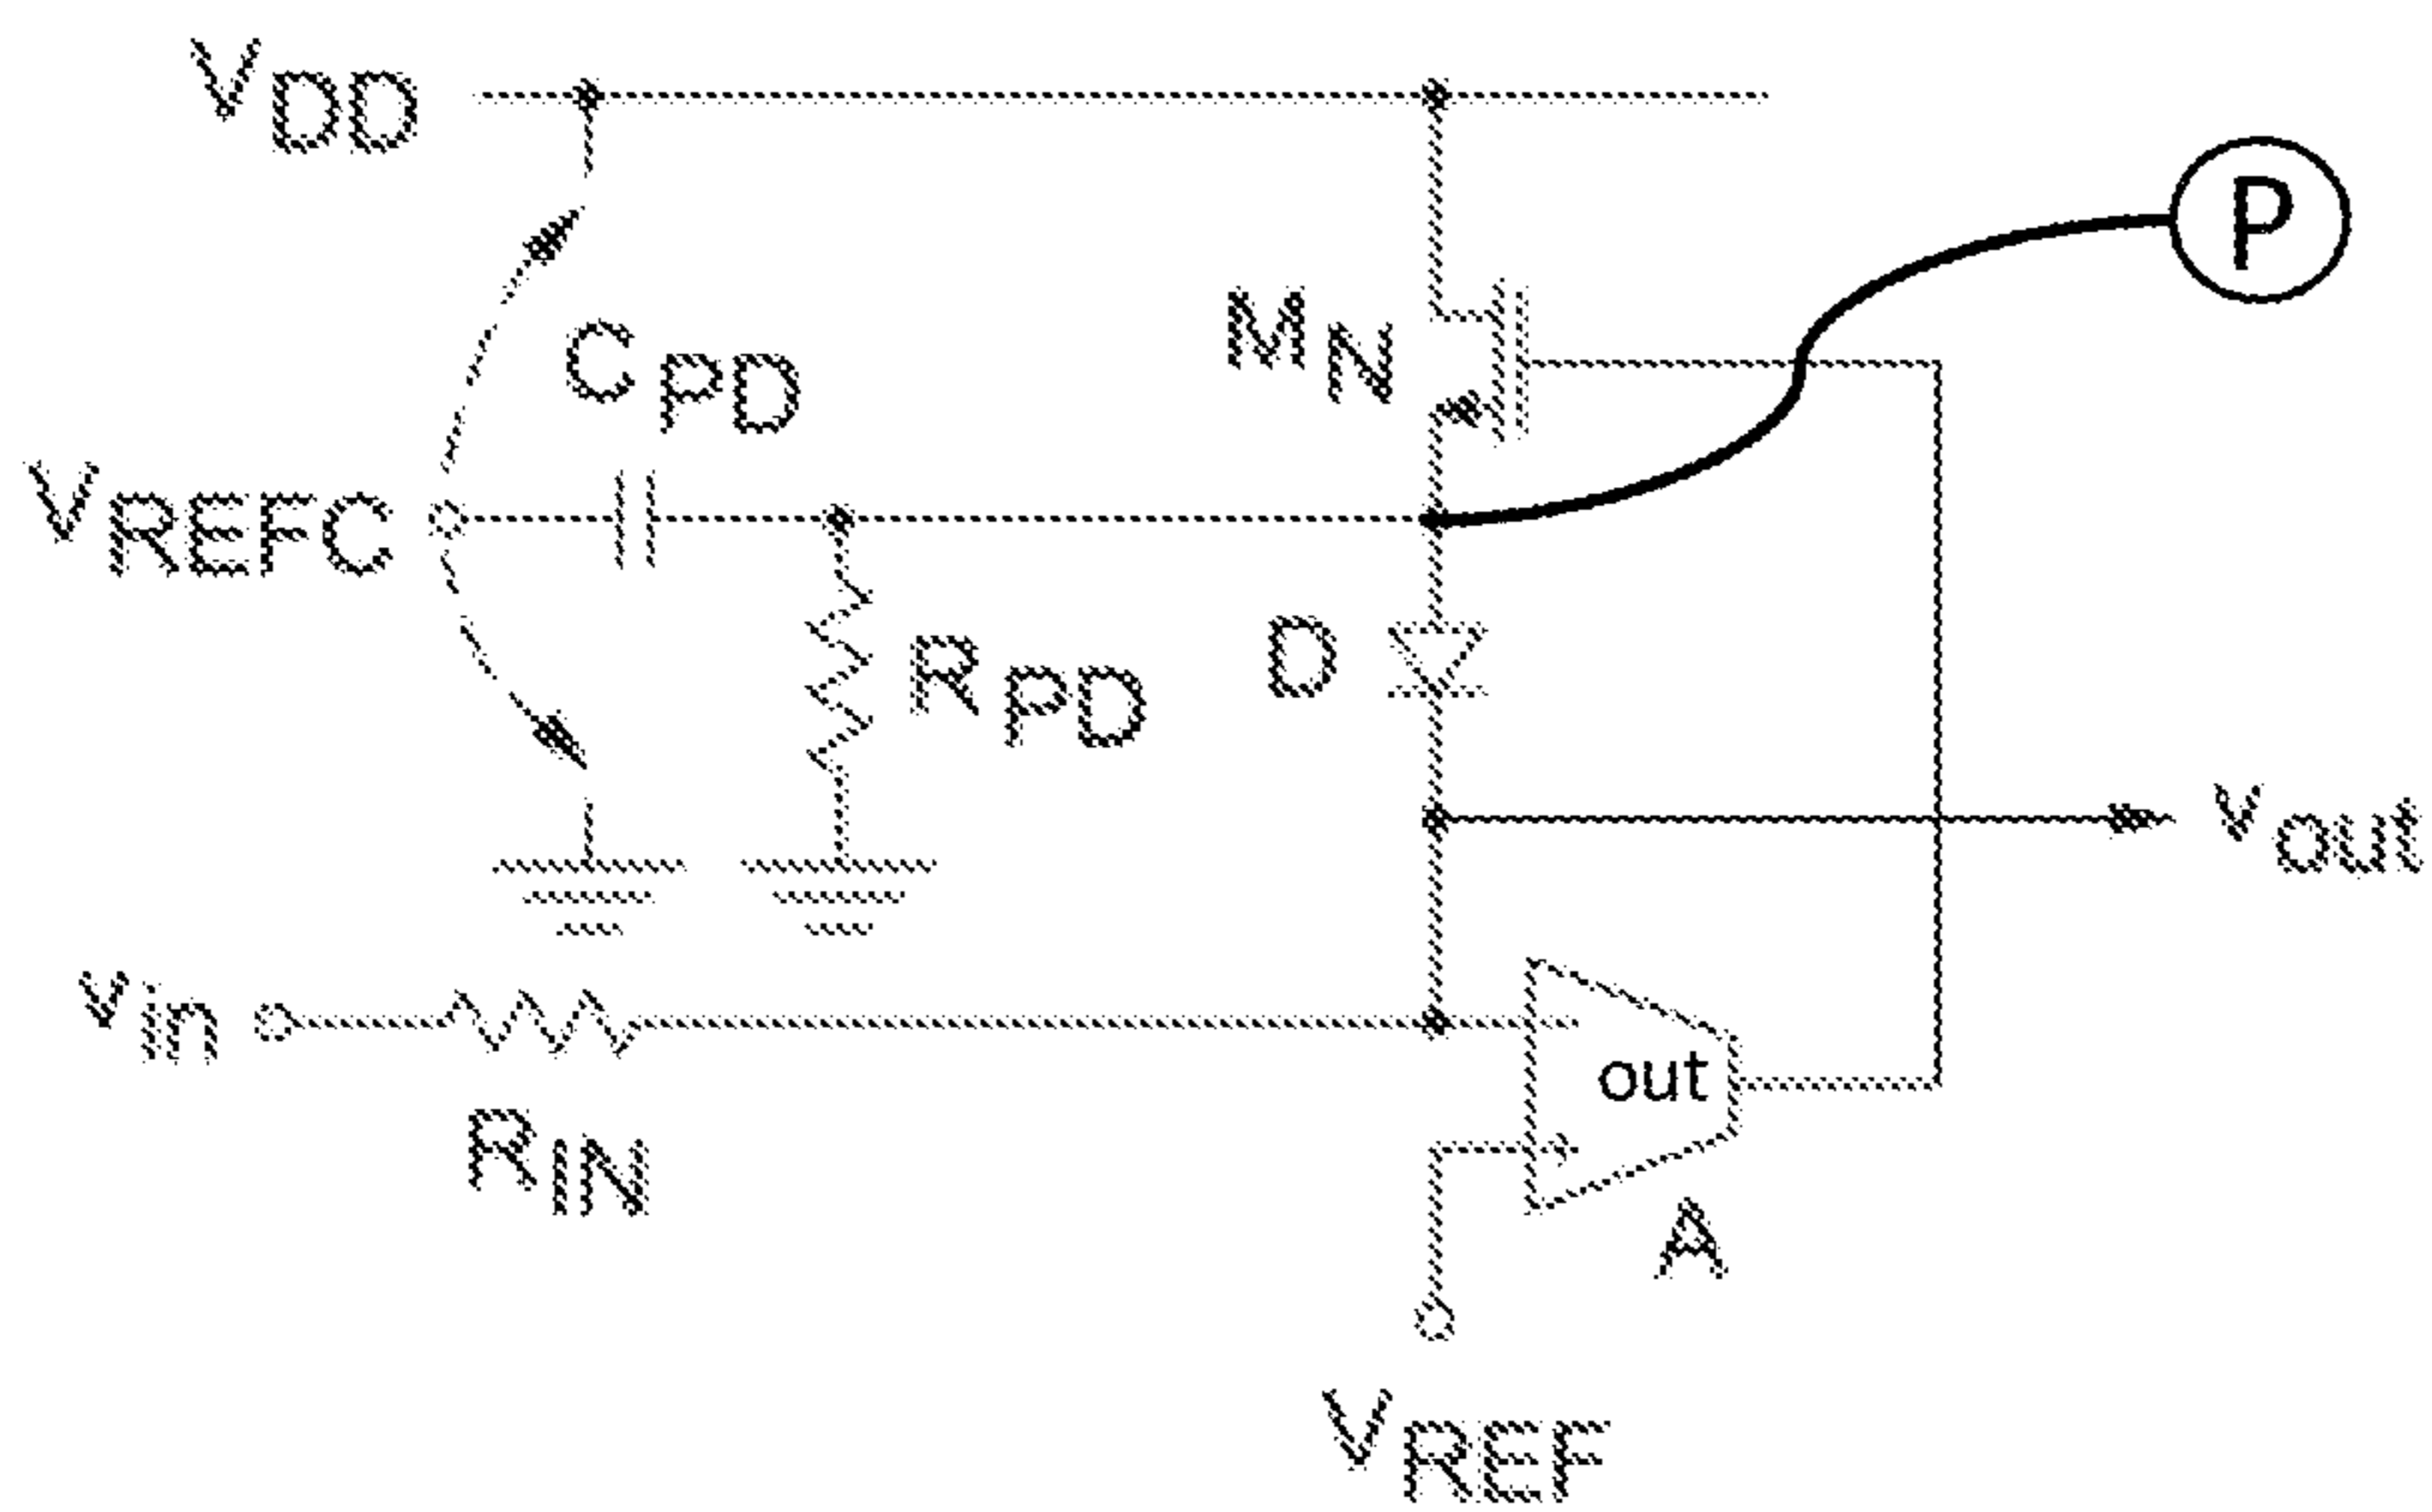 VDD
P
MN
CPD
VREFC
D
RPD
vout
vin
out
RIN
A
VREF